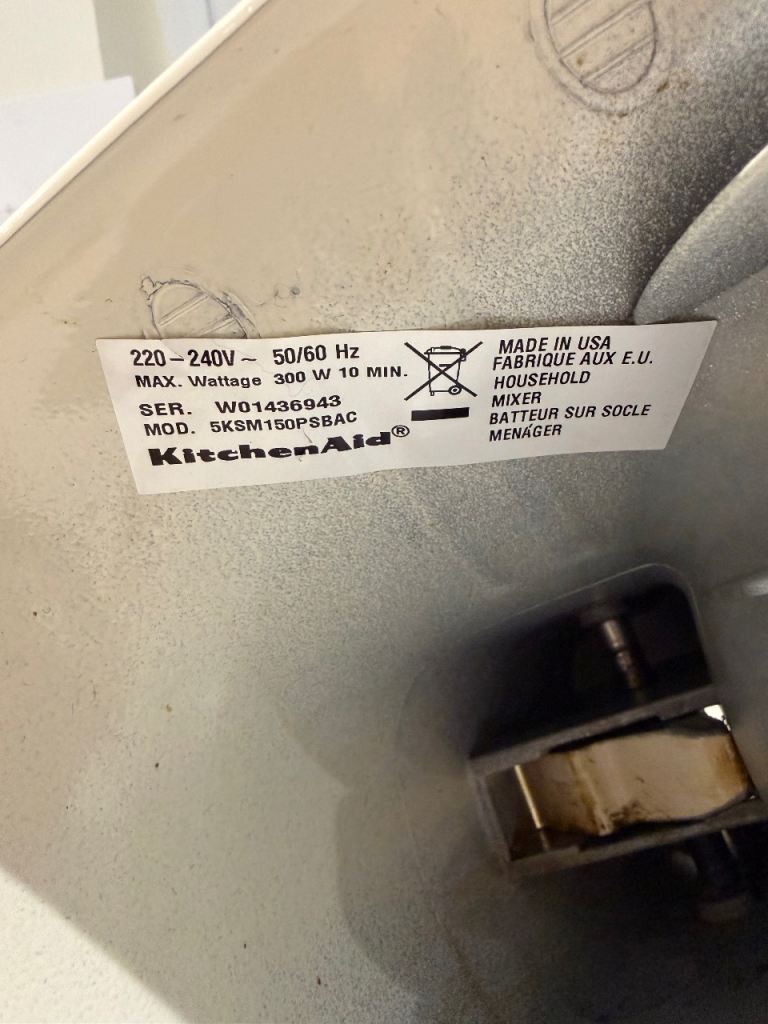 220-240V ~ 50/60 Hz
MAX. Wattage 300 W 10 MIN.
SER. W01436943
MOD. 5KSM150PSBAC
KitchenAid®
MADE IN USA
FABRIQUE AUX E.U.
HOUSEHOLD
MIXER
BATTEUR SUR SOCLE
MENÁGER